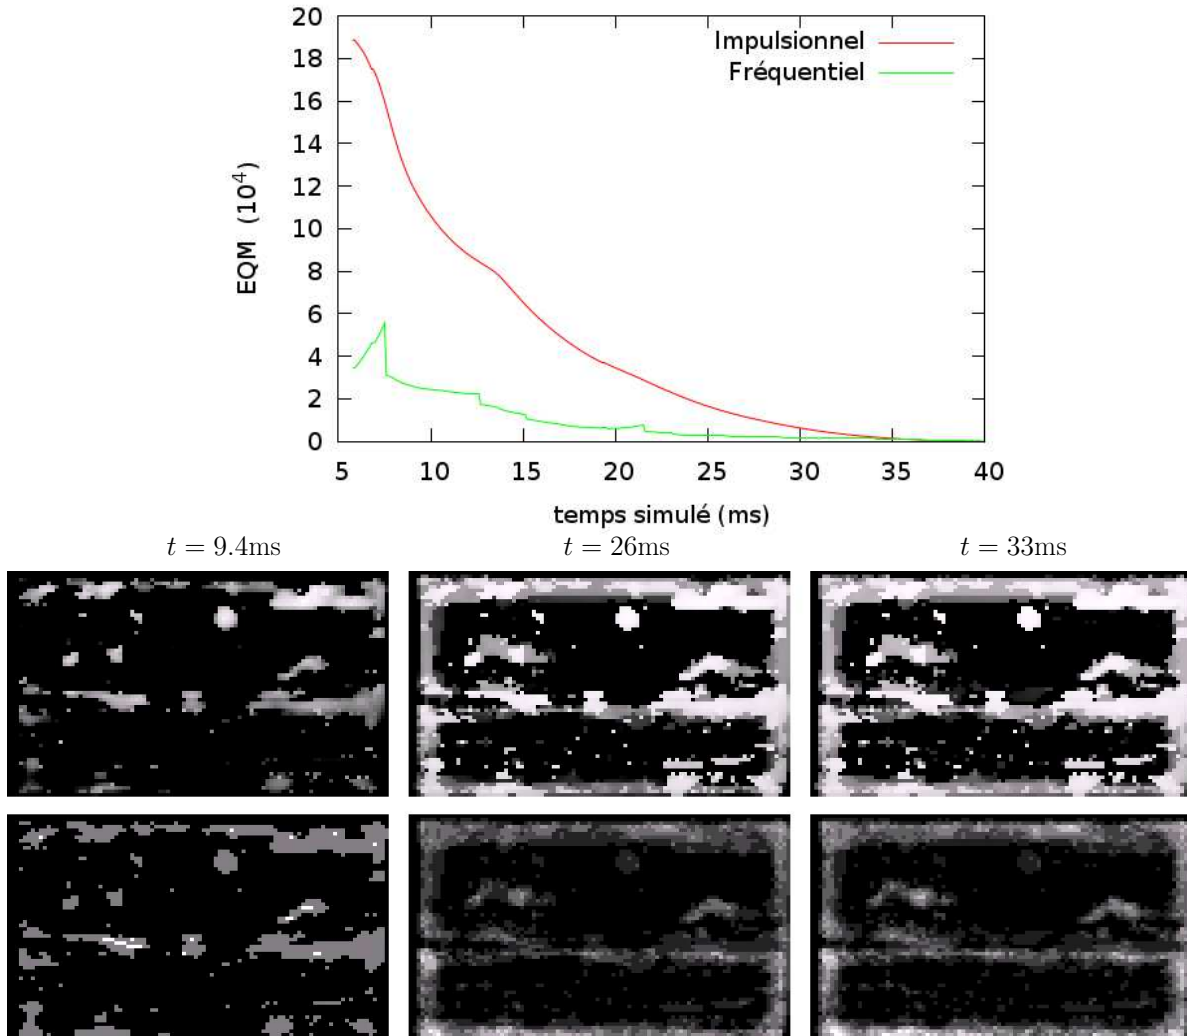 20
18
16
14
12
10
8
6
4
2
0
EQM (10⁴)
Impulsionnel
Fréquentiel
5 10 15 20 25 30 35 40
temps simulé (ms)
t = 9.4ms t = 26ms t = 33ms